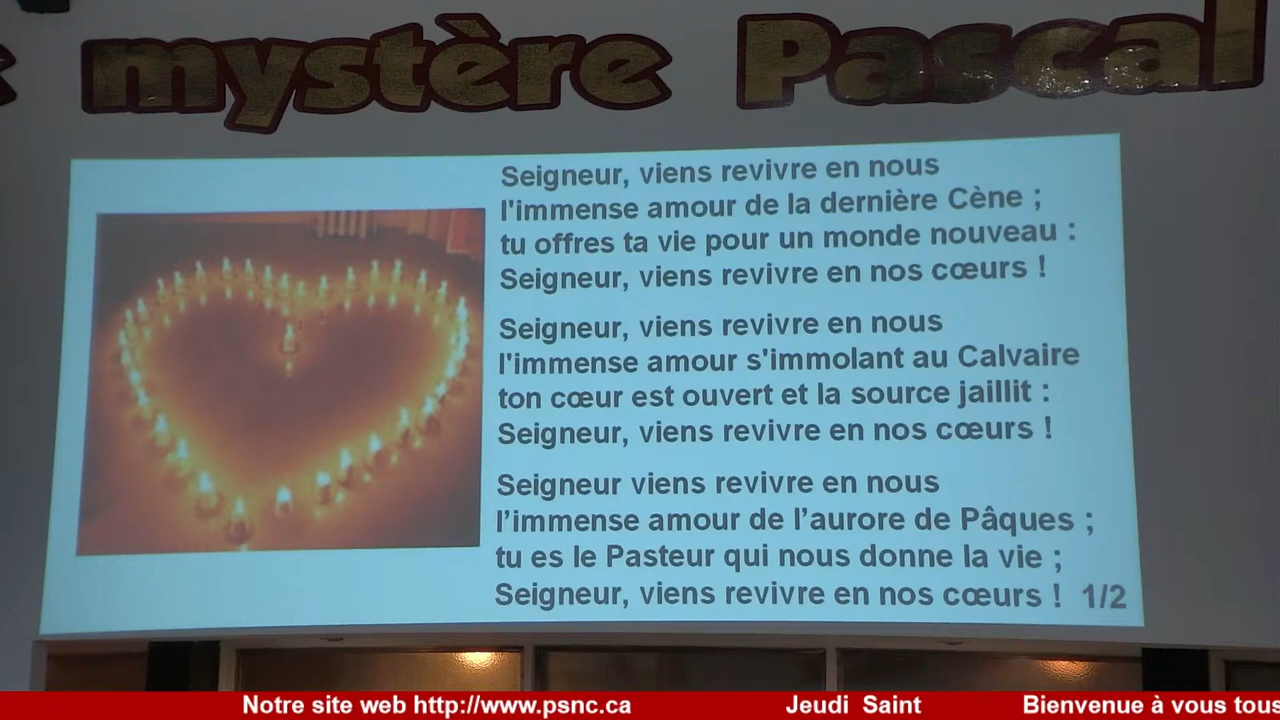 mystère Pascal
Seigneur, viens revivre en nous
l'immense amour de la dernière Cène ;
tu offres ta vie pour un monde nouveau :
Seigneur, viens revivre en nos cœurs !
Seigneur, viens revivre en nous
l'immense amour s'immolant au Calvaire
ton cœur est ouvert et la source jaillit :
Seigneur, viens revivre en nos cœurs !
Seigneur viens revivre en nous
l’immense amour de l’aurore de Pâques ;
tu es le Pasteur qui nous donne la vie ;
Seigneur, viens revivre en nos cœurs ! 1/2
Notre site web http://www.psnc.ca Jeudi Saint Bienvenue à vous tous